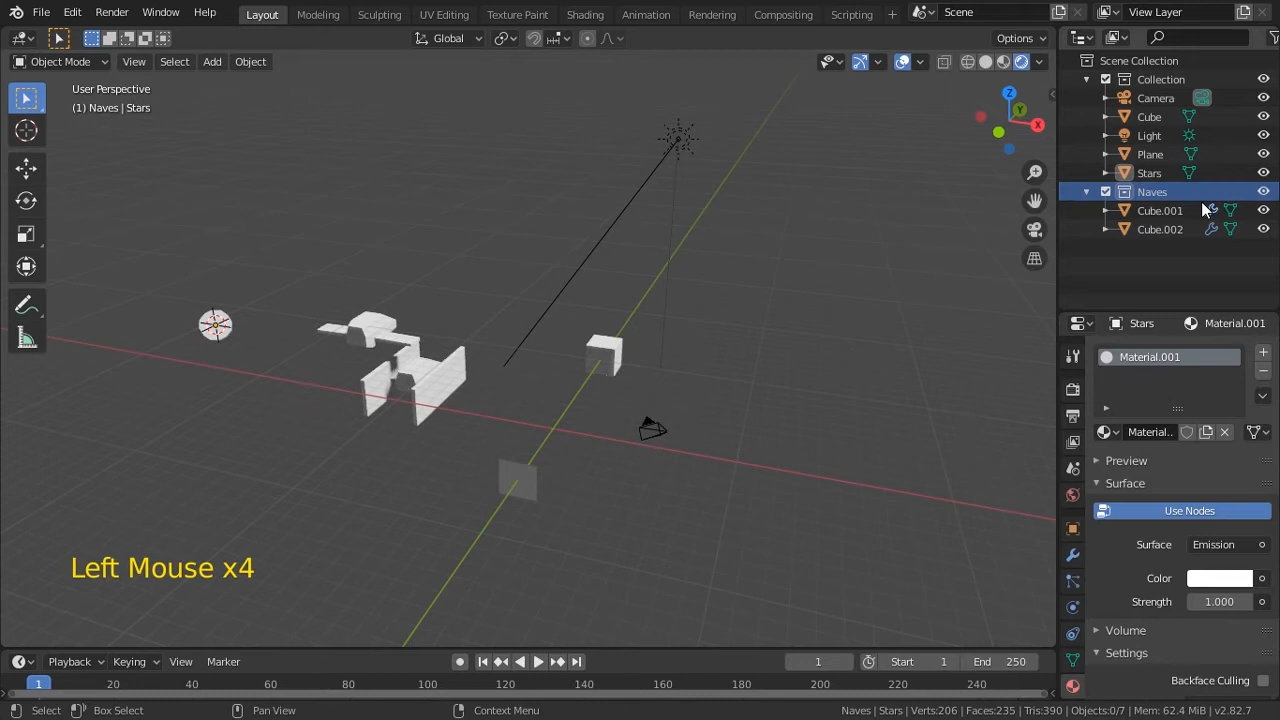 File Edit Render Window Help Layout Modeling Sculpting UV Editing Texture Paint Shading Animation Rendering Compositing Scripting Scene View Layer
Global Options
Object Mode View Select Add Object
User Perspective
(1) Naves | Stars
Z
Y
X
Scene Collection
Collection
Camera
Cube
Light
Plane
Stars
Naves
Cube.001
Cube.002
Stars Material.001
Material.001
Material..
Preview
Surface
Use Nodes
Surface Emission
Color
Strength 1.000
Volume
Settings
Backface Culling
Left Mouse x4
Playback Keying View Marker 1 Start 1 End 250
1 20 40 60 80 100 120 140 160 180 200 220 240
Select Box Select Pan View Context Menu Naves | Stars | Verts:206 | Faces:235 | Tris:390 | Objects:0/7 | Mem: 62.4 MiB | v2.82.7